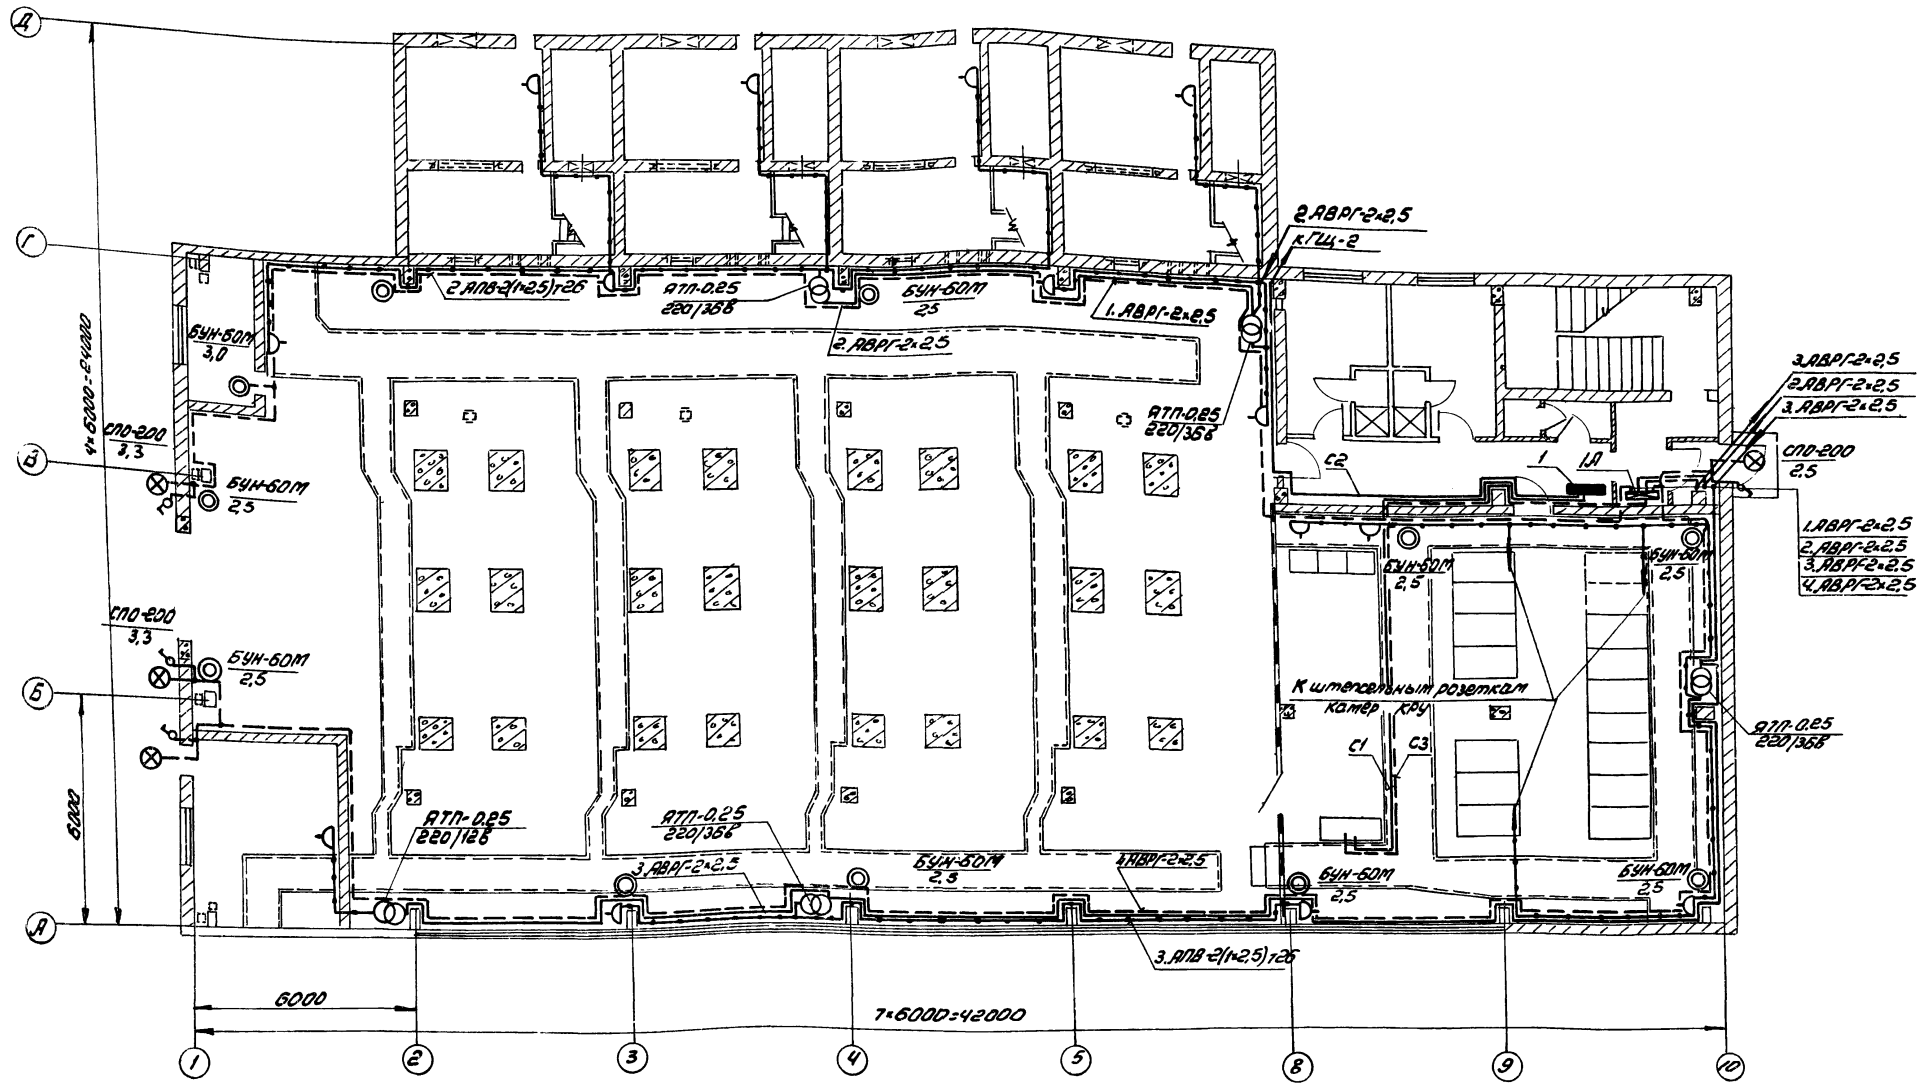 Д
Г
В
Б
А
4×6000=24000
6000
2.АВРГ-2×2,5
к ГЩ-2
2.АПВ-2(1×2,5)т26
ЯТП-0.25
220/36В
БУН-60М
2,5
1.АВРГ-2×2,5
2.АВРГ-2×2,5
БУН-60М
3,0
ЯТП-0,25
220/36В
3.АВРГ-2×2,5
2.АВРГ-2×2,5
3.АВРГ-2×2,5
СПО-200
3,3
БУН-60М
2,5
С2
1
1А
СПО-200
2,5
1.АВРГ-2×2,5
2.АВРГ-2×2,5
3.АВРГ-2×2,5
4.АВРГ-2×2,5
БУН-60М
2,5
БУН-60М
2,5
СПО-200
3,3
БУН-60М
2,5
К штепсельным розеткам
камер КРУ
С1
С3
ЯТП-0.25
220/36В
ЯТП-0.25
220/12В
ЯТП-0,25
220/36В
3.АВРГ-2×2,5
БУН-60М
2,5
1.АВРГ-2×2,5
БУН-60М
2,5
БУН-60М
2,5
3.АПВ-2(1×2,5)т26
6000
7×6000=42000
1
2
3
4
5
8
9
10